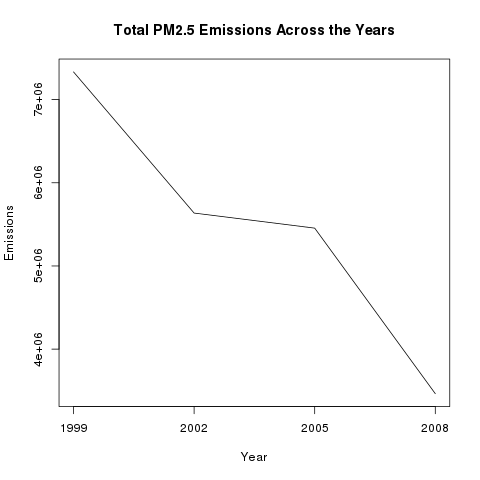 Total PM2.5 Emissions Across the Years
7e+06
6e+06
5e+06
4e+06
Emissions
1999 2002 2005 2008
Year